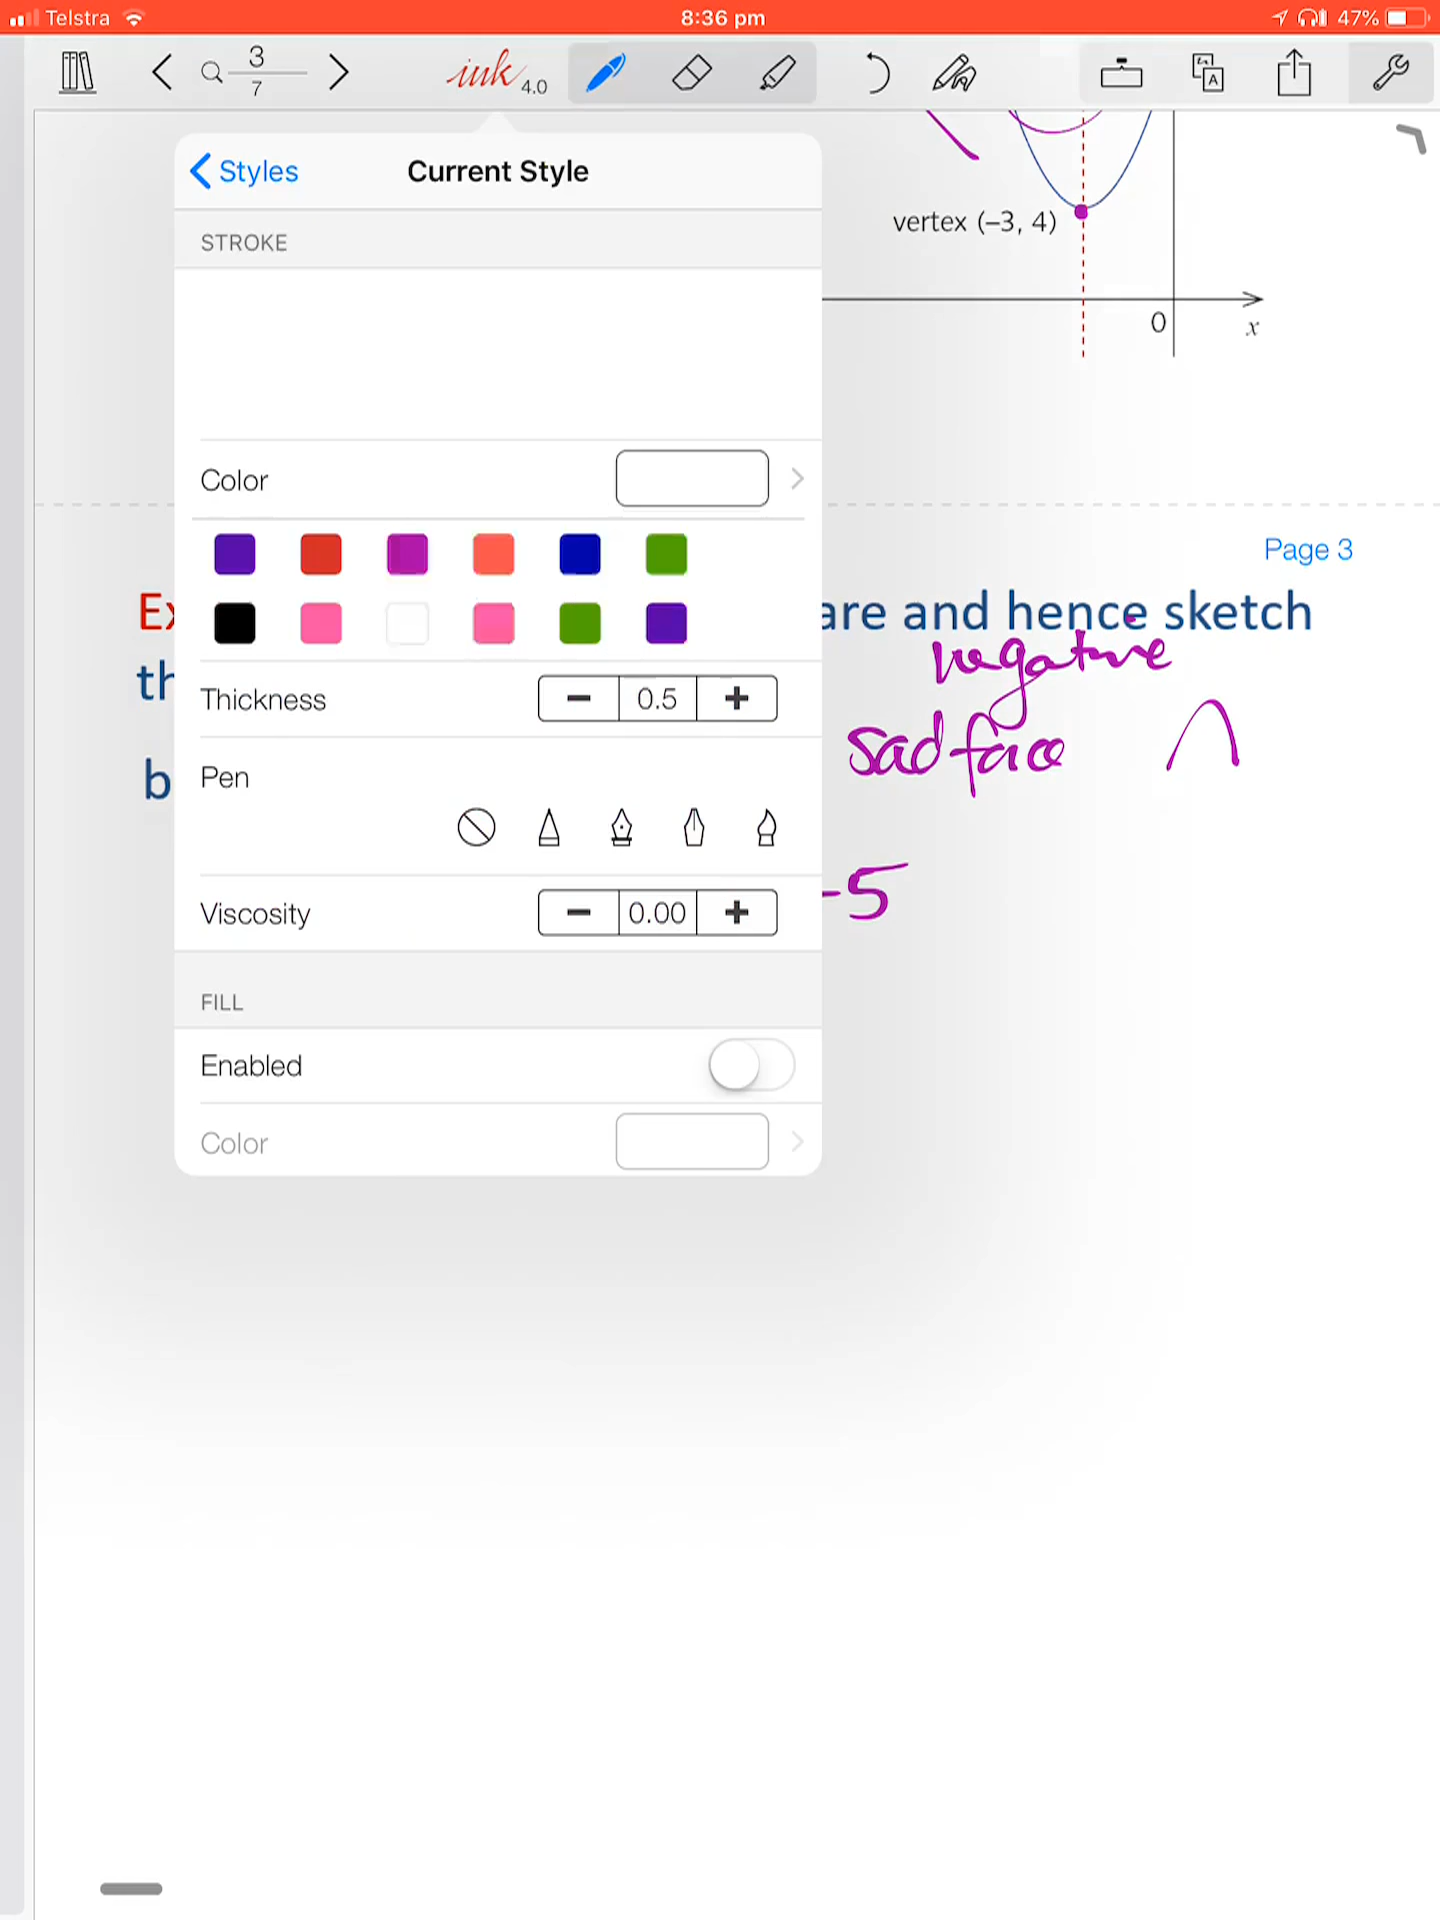 Telstra 8:36 pm 47%
3
7
ink 4.0
Styles Current Style
STROKE
vertex (–3, 4)
0 x
Color
Page 3
Ex are and hence sketch
negative
th
Thickness 0.5
sad face
b
Pen
-5
Viscosity 0.00
FILL
Enabled
Color